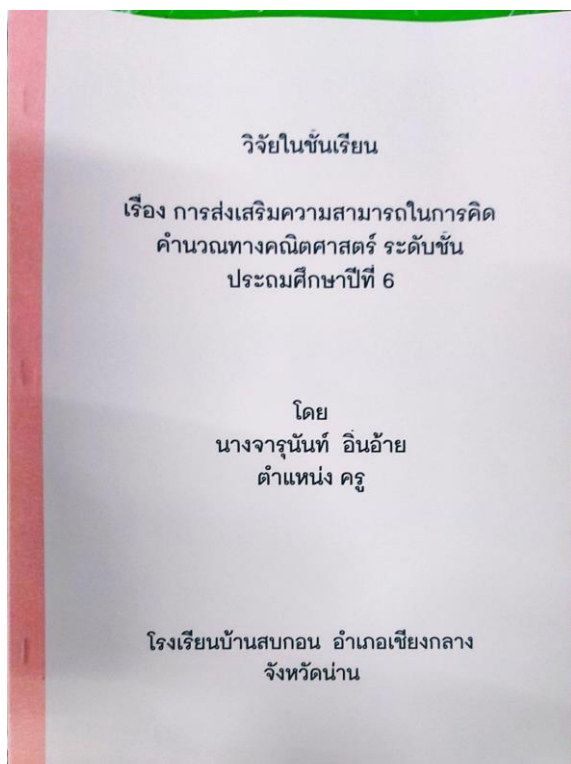 วิจัยในชั้นเรียน
เรื่อง การส่งเสริมความสามารถในการคิด
คำนวณทางคณิตศาสตร์ ระดับชั้น
ประถมศึกษาปีที่ 6
โดย
นางจารุนันท์ อิ่นอ้าย
ตำแหน่ง ครู
โรงเรียนบ้านสบกอน อำเภอเชียงกลาง
จังหวัดน่าน